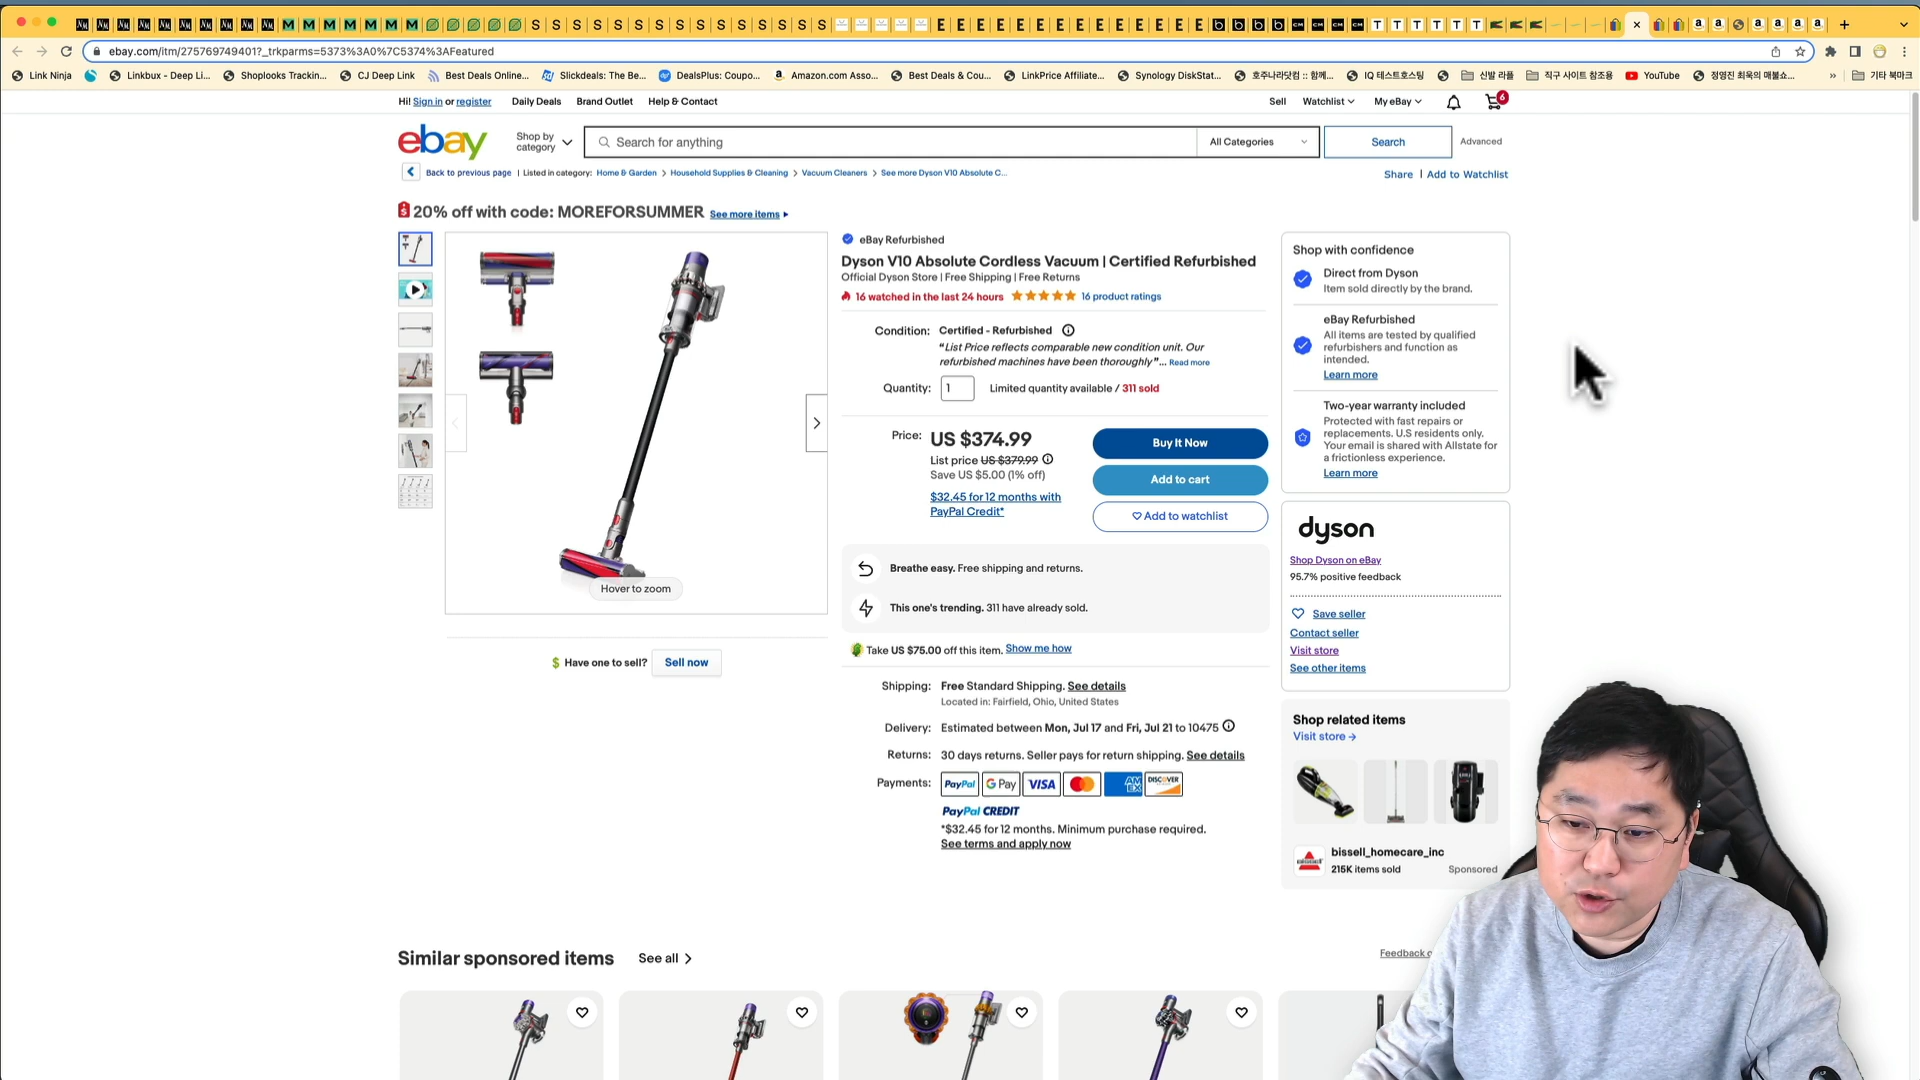 ebay.com/itm/275769749401?_trkparms=5373%3A0%7C5374%3AFeatured
Link Ninja
Linkbux - Deep Li...
Shoplooks Trackin...
CJ Deep Link
Best Deals Online...
Slickdeals: The Be...
DealsPlus: Coupo...
Amazon.com Asso...
Best Deals & Cou...
LinkPrice Affiliate...
Synology DiskStat...
호주나라닷컴 :: 함께...
IQ 테스트호스팅
신발 라플
직구 사이트 참조용
YouTube
정영진 최욱의 매불쇼...
»
기타 북마크
Hi! Sign in or register
Daily Deals
Brand Outlet
Help & Contact
Sell
Watchlist
My eBay
6
ebay
Shop by
category
Search for anything
All Categories
Search
Advanced
Back to previous page | Listed in category: Home & Garden > Household Supplies & Cleaning > Vacuum Cleaners > See more Dyson V10 Absolute C...
Share | Add to Watchlist
20% off with code: MOREFORSUMMER See more items
eBay Refurbished
Dyson V10 Absolute Cordless Vacuum | Certified Refurbished
Official Dyson Store | Free Shipping | Free Returns
16 watched in the last 24 hours
16 product ratings
Condition: Certified - Refurbished
“List Price reflects comparable new condition unit. Our
refurbished machines have been thoroughly”... Read more
Quantity: 1 Limited quantity available / 311 sold
Price: US $374.99
List price US $379.99
Save US $5.00 (1% off)
$32.45 for 12 months with
PayPal Credit*
Buy It Now
Add to cart
Add to watchlist
Hover to zoom
Have one to sell? Sell now
Breathe easy. Free shipping and returns.
This one's trending. 311 have already sold.
Take US $75.00 off this item. Show me how
Shipping: Free Standard Shipping. See details
Located in: Fairfield, Ohio, United States
Delivery: Estimated between Mon, Jul 17 and Fri, Jul 21 to 10475
Returns: 30 days returns. Seller pays for return shipping. See details
Payments: PayPal G Pay VISA AM EX DISCOVER
PayPal CREDIT
*$32.45 for 12 months. Minimum purchase required.
See terms and apply now
Shop with confidence
Direct from Dyson
Item sold directly by the brand.
eBay Refurbished
All items are tested by qualified
refurbishers and function as
intended.
Learn more
Two-year warranty included
Protected with fast repairs or
replacements. U.S residents only.
Your email is shared with Allstate for
a frictionless experience.
Learn more
dyson
Shop Dyson on eBay
95.7% positive feedback
Save seller
Contact seller
Visit store
See other items
Shop related items
Visit store →
bissell_homecare_inc
215K items sold
Sponsored
Similar sponsored items See all >
Feedback